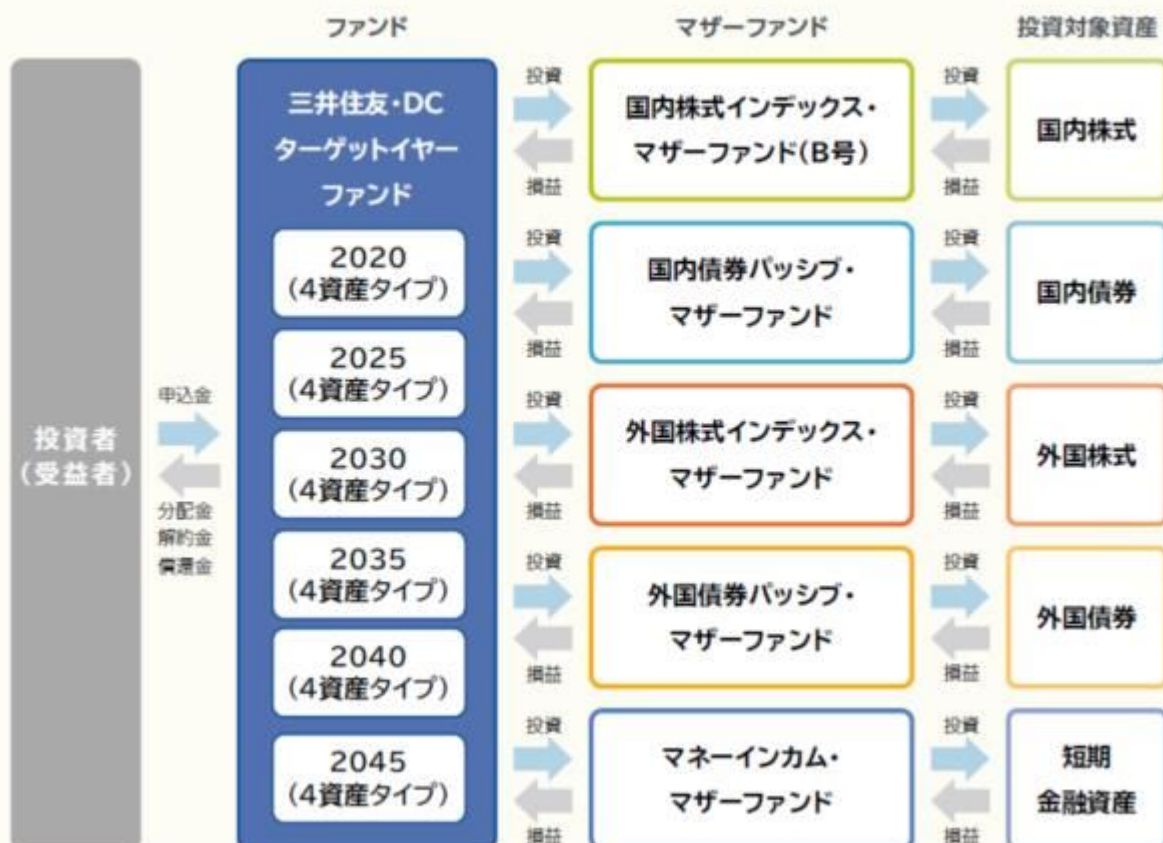 ファンド
マザーファンド
投資対象資産
投資者
(受益者)
申込金
分配金
解約金
償還金
三井住友・DC
ターゲットイヤー
ファンド
2020
(4資産タイプ)
2025
(4資産タイプ)
2030
(4資産タイプ)
2035
(4資産タイプ)
2040
(4資産タイプ)
2045
(4資産タイプ)
投資
損益
国内株式インデックス・
マザーファンド(B号)
投資
損益
国内株式
投資
損益
国内債券パッシブ・
マザーファンド
投資
損益
国内債券
投資
損益
外国株式インデックス・
マザーファンド
投資
損益
外国株式
投資
損益
外国債券パッシブ・
マザーファンド
投資
損益
外国債券
投資
損益
マネーインカム・
マザーファンド
投資
損益
短期
金融資産